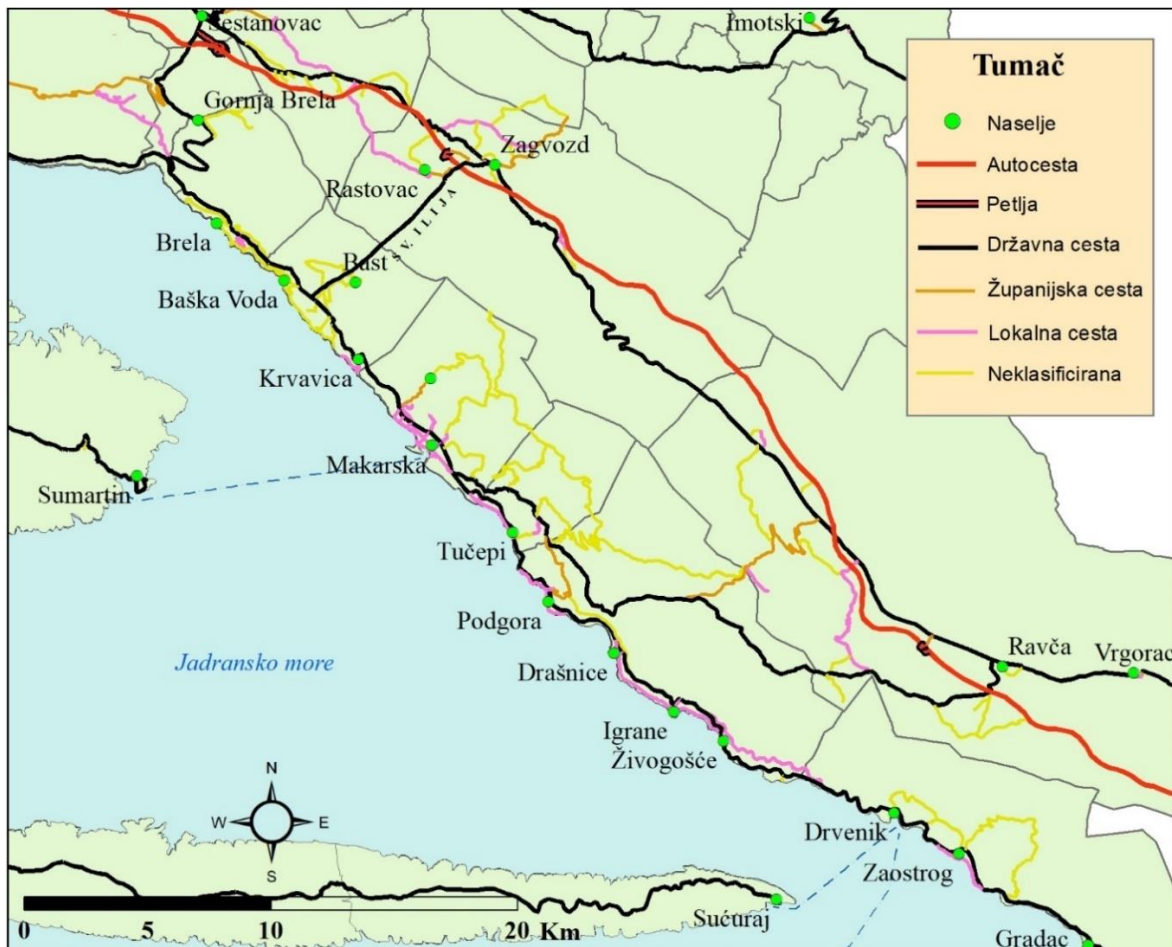 Šestanovac
Imotski
Gornja Brela
Zagvozd
Rastovac
SV. ILIJA
Brela
Bast
Baška Voda
Krvavica
Makarska
Sumartin
Tučepi
Podgora
Jadransko more
Drašnice
Ravča
Vrgorac
Igrane
Živogošće
Drvenik
Zaostrog
Sućuraj
Gradac
Tumač
Naselje
Autocesta
Petlja
Državna cesta
Županijska cesta
Lokalna cesta
Neklasificirana
N
W E
S
0 5 10 20 Km